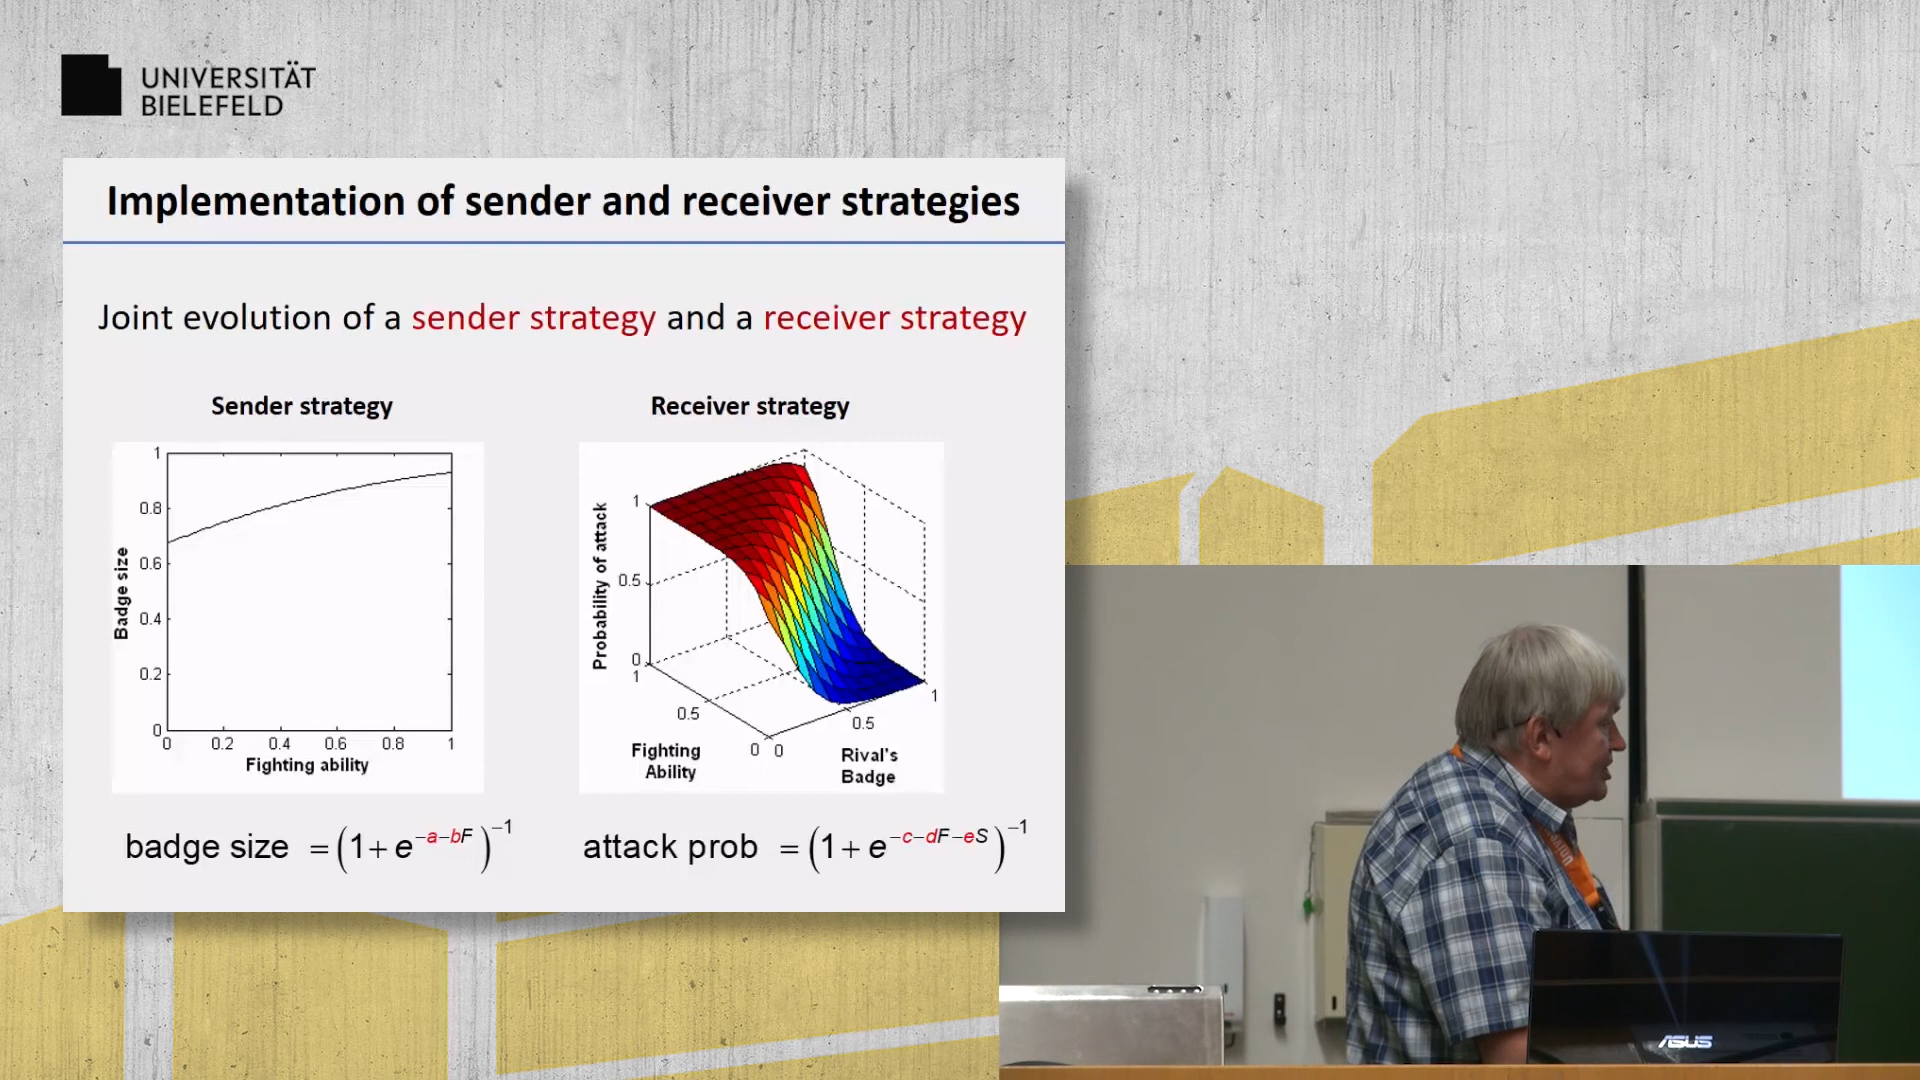 UNIVERSITÄT
BIELEFELD
Implementation of sender and receiver strategies
Joint evolution of a sender strategy and a receiver strategy
Sender strategy
Receiver strategy
1
0.8
0.6
0.4
0.2
0
Badge size
0 0.2 0.4 0.6 0.8 1
Fighting ability
Probability of attack
1
0.5
0
1
0.5
0
Fighting
Ability
0
0.5
1
Rival's
Badge
badge size = (1+ e^{−a−bF})^{−1}
attack prob = (1+ e^{−c−dF−eS})^{−1}
ASUS